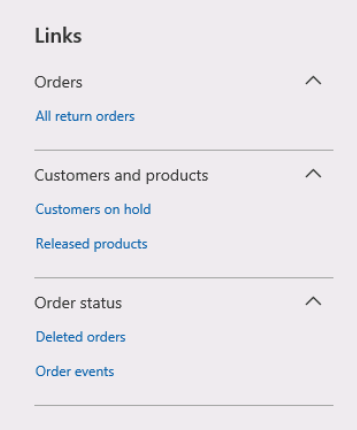 Links
Orders
All return orders
Customers and products
Customers on hold
Released products
Order status
Deleted orders
Order events